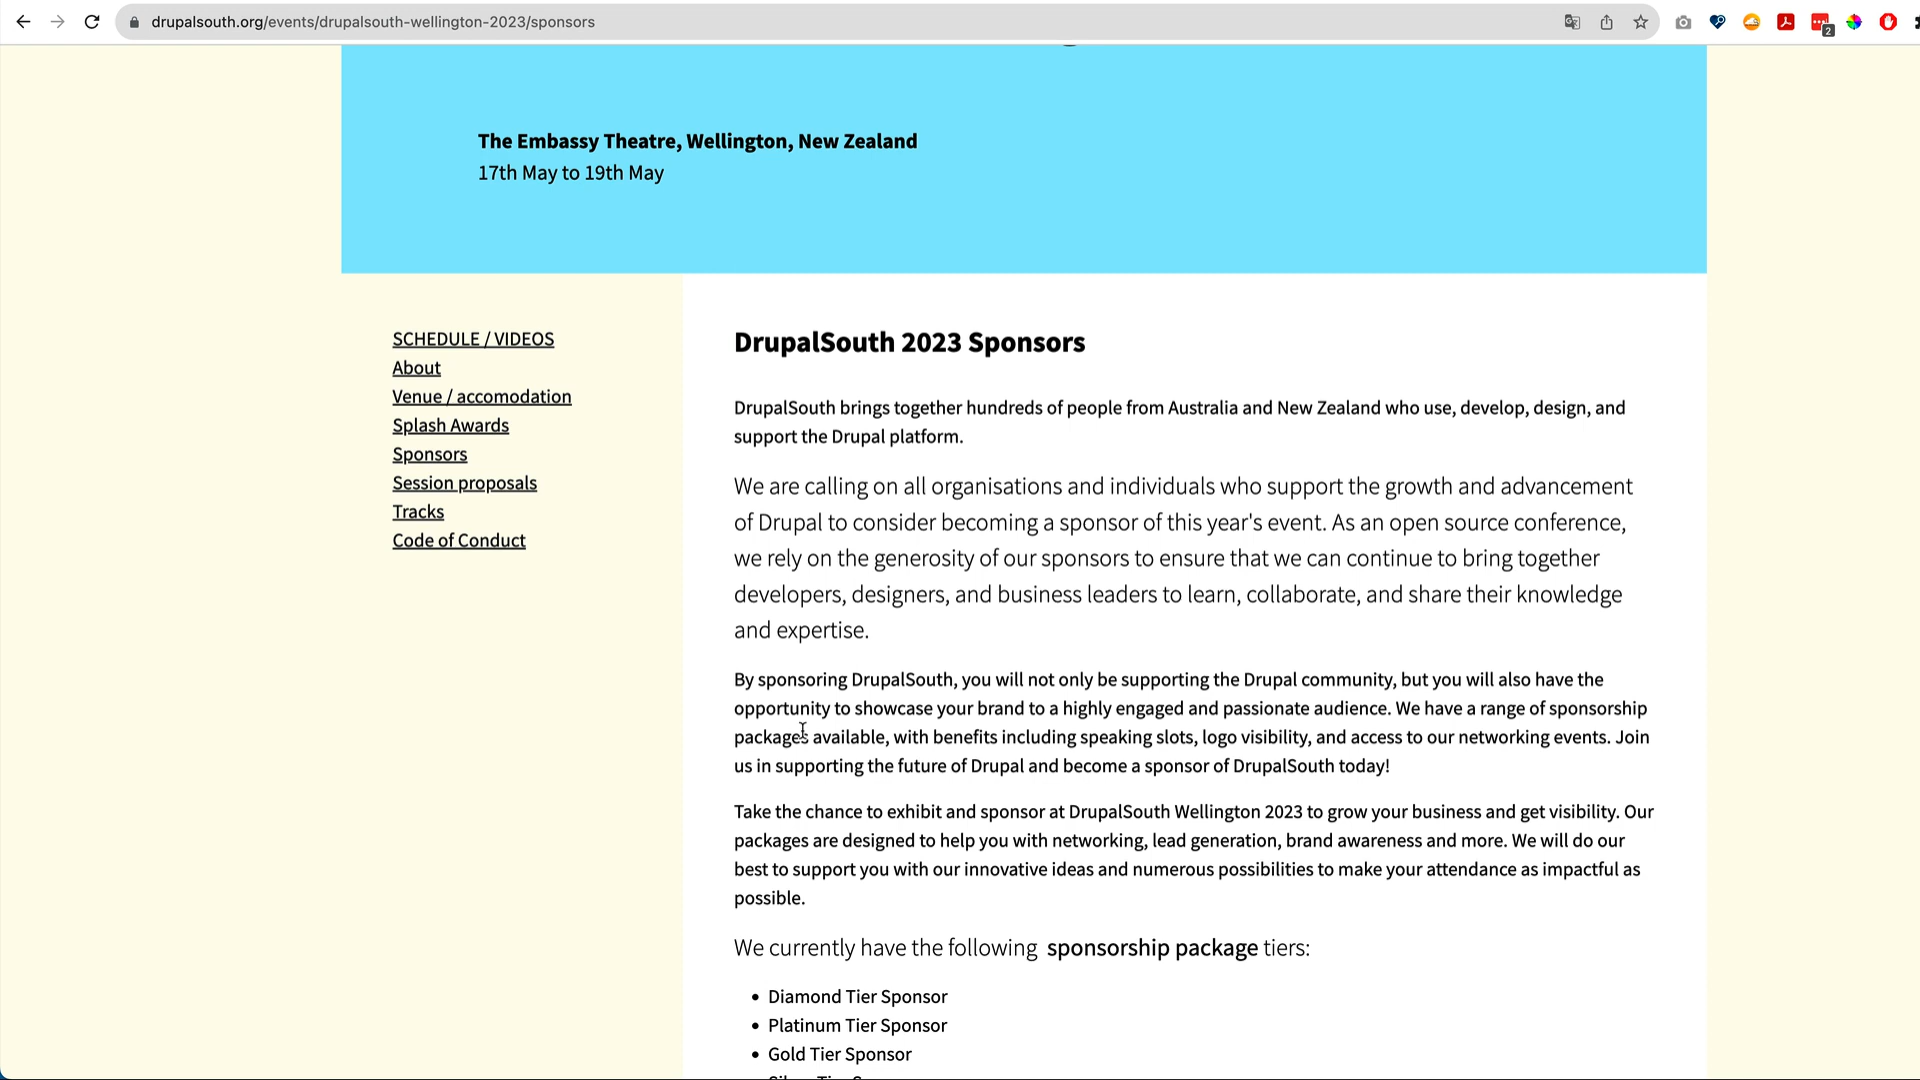 drupalsouth.org/events/drupalsouth-wellington-2023/sponsors
2
The Embassy Theatre, Wellington, New Zealand
17th May to 19th May
SCHEDULE / VIDEOS
About
Venue / accomodation
Splash Awards
Sponsors
Session proposals
Tracks
Code of Conduct
DrupalSouth 2023 Sponsors
DrupalSouth brings together hundreds of people from Australia and New Zealand who use, develop, design, and
support the Drupal platform.
We are calling on all organisations and individuals who support the growth and advancement
of Drupal to consider becoming a sponsor of this year's event. As an open source conference,
we rely on the generosity of our sponsors to ensure that we can continue to bring together
developers, designers, and business leaders to learn, collaborate, and share their knowledge
and expertise.
By sponsoring DrupalSouth, you will not only be supporting the Drupal community, but you will also have the
opportunity to showcase your brand to a highly engaged and passionate audience. We have a range of sponsorship
packages available, with benefits including speaking slots, logo visibility, and access to our networking events. Join
us in supporting the future of Drupal and become a sponsor of DrupalSouth today!
Take the chance to exhibit and sponsor at DrupalSouth Wellington 2023 to grow your business and get visibility. Our
packages are designed to help you with networking, lead generation, brand awareness and more. We will do our
best to support you with our innovative ideas and numerous possibilities to make your attendance as impactful as
possible.
We currently have the following sponsorship package tiers:
• Diamond Tier Sponsor
• Platinum Tier Sponsor
• Gold Tier Sponsor